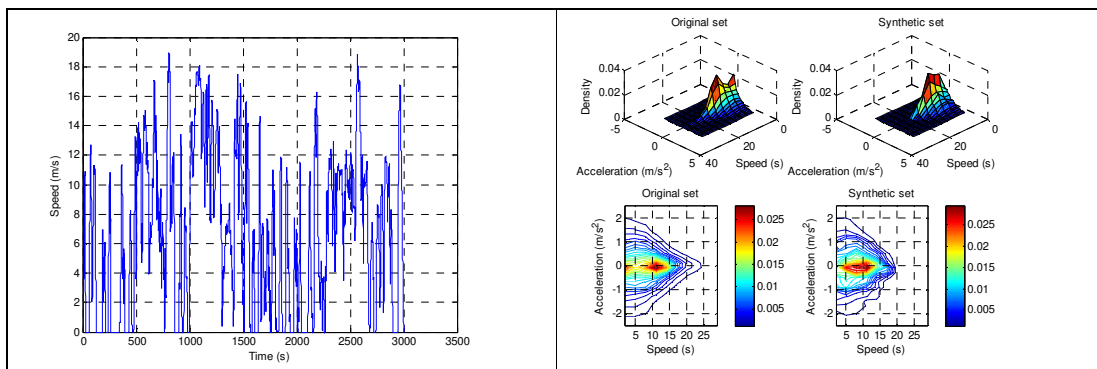 20
18
16
14
12
10
8
6
4
2
0
Speed (m/s)
0 500 1000 1500 2000 2500 3000 3500
Time (s)
Original set
0.04
0.02
0
Density
-5
0
5
40
20
0
Acceleration (m/s²)
Speed (s)
Synthetic set
0.04
0.02
0
Density
-5
0
5
40
20
0
Acceleration (m/s²)
Speed (s)
Original set
2
1
0
-1
-2
Acceleration (m/s²)
5 10 15 20 25
Speed (s)
0.025
0.02
0.015
0.01
0.005
Synthetic set
2
1
0
-1
-2
Acceleration (m/s²)
5 10 15 20 25
Speed (s)
0.025
0.02
0.015
0.01
0.005